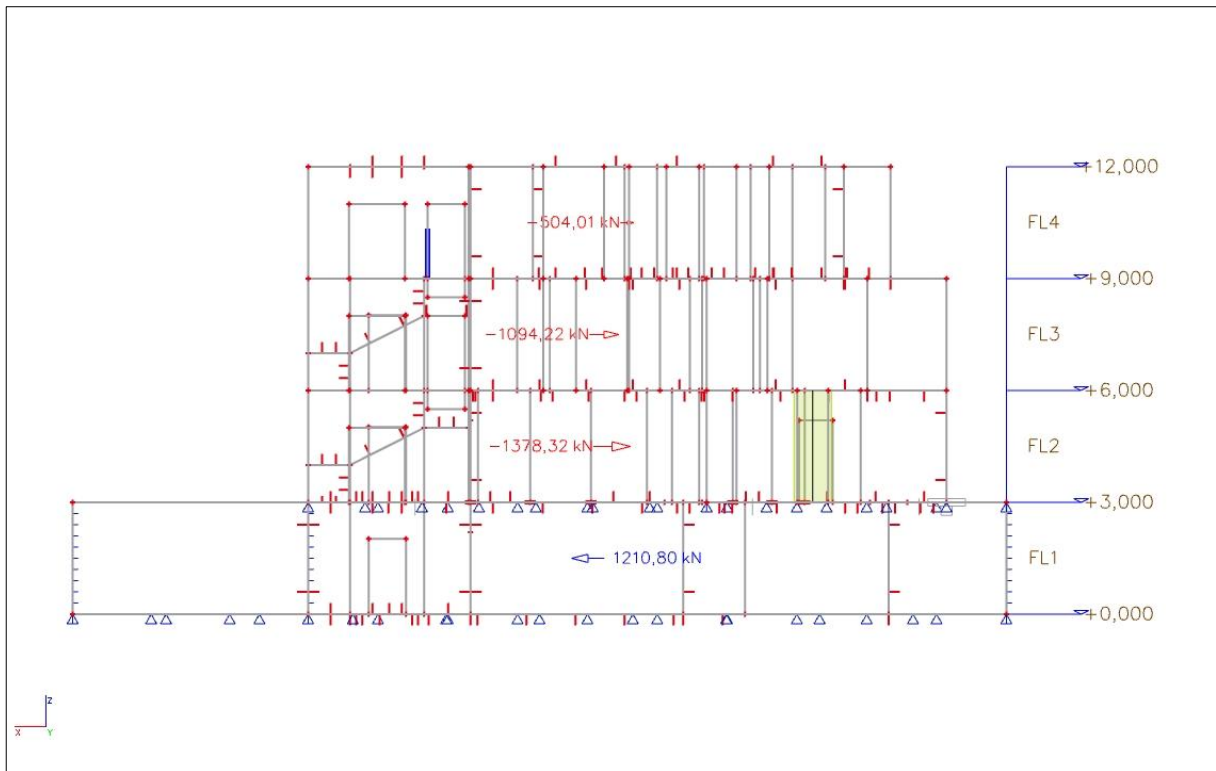 +12,000
-504,01 kN
FL4
+9,000
-1094,22 kN
FL3
+6,000
-1378,32 kN
FL2
+3,000
1210,80 kN
FL1
+0,000
Z
X
Y